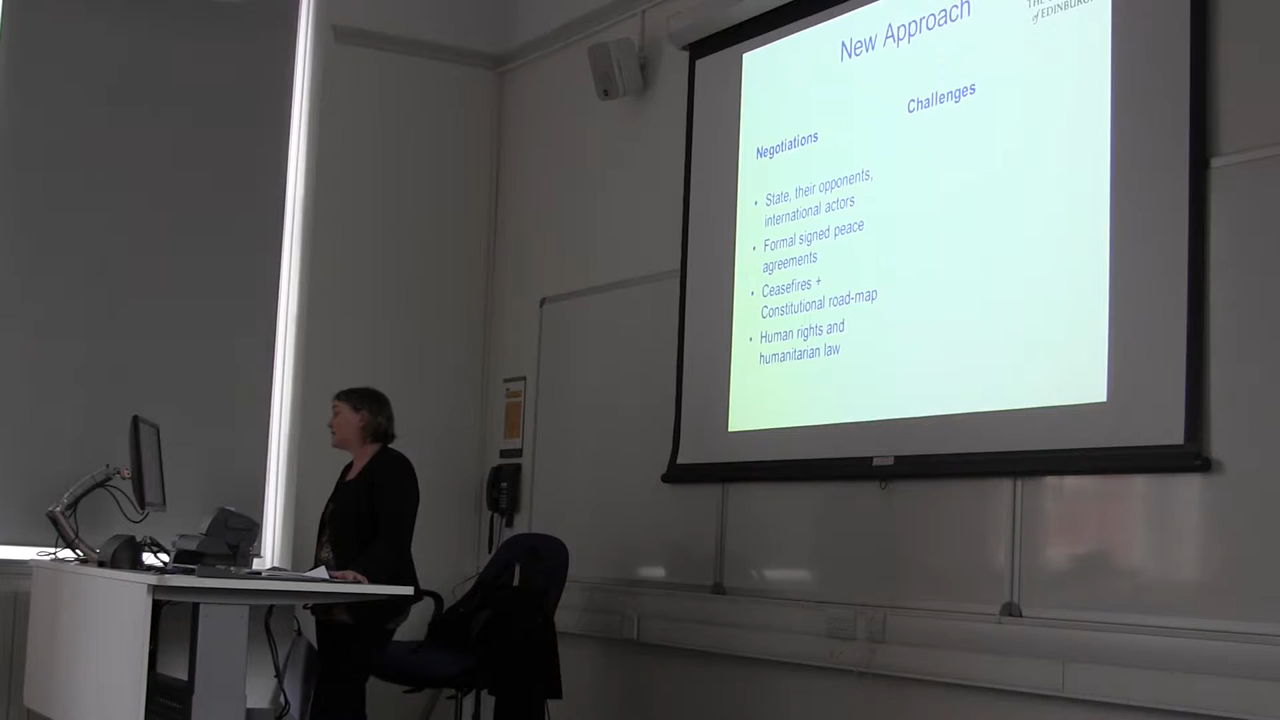 THE
of EDINBURGH
New Approach
Challenges
Negotiations
• State, their opponents,
international actors
• Formal signed peace
agreements
• Ceasefires +
Constitutional road-map
• Human rights and
humanitarian law